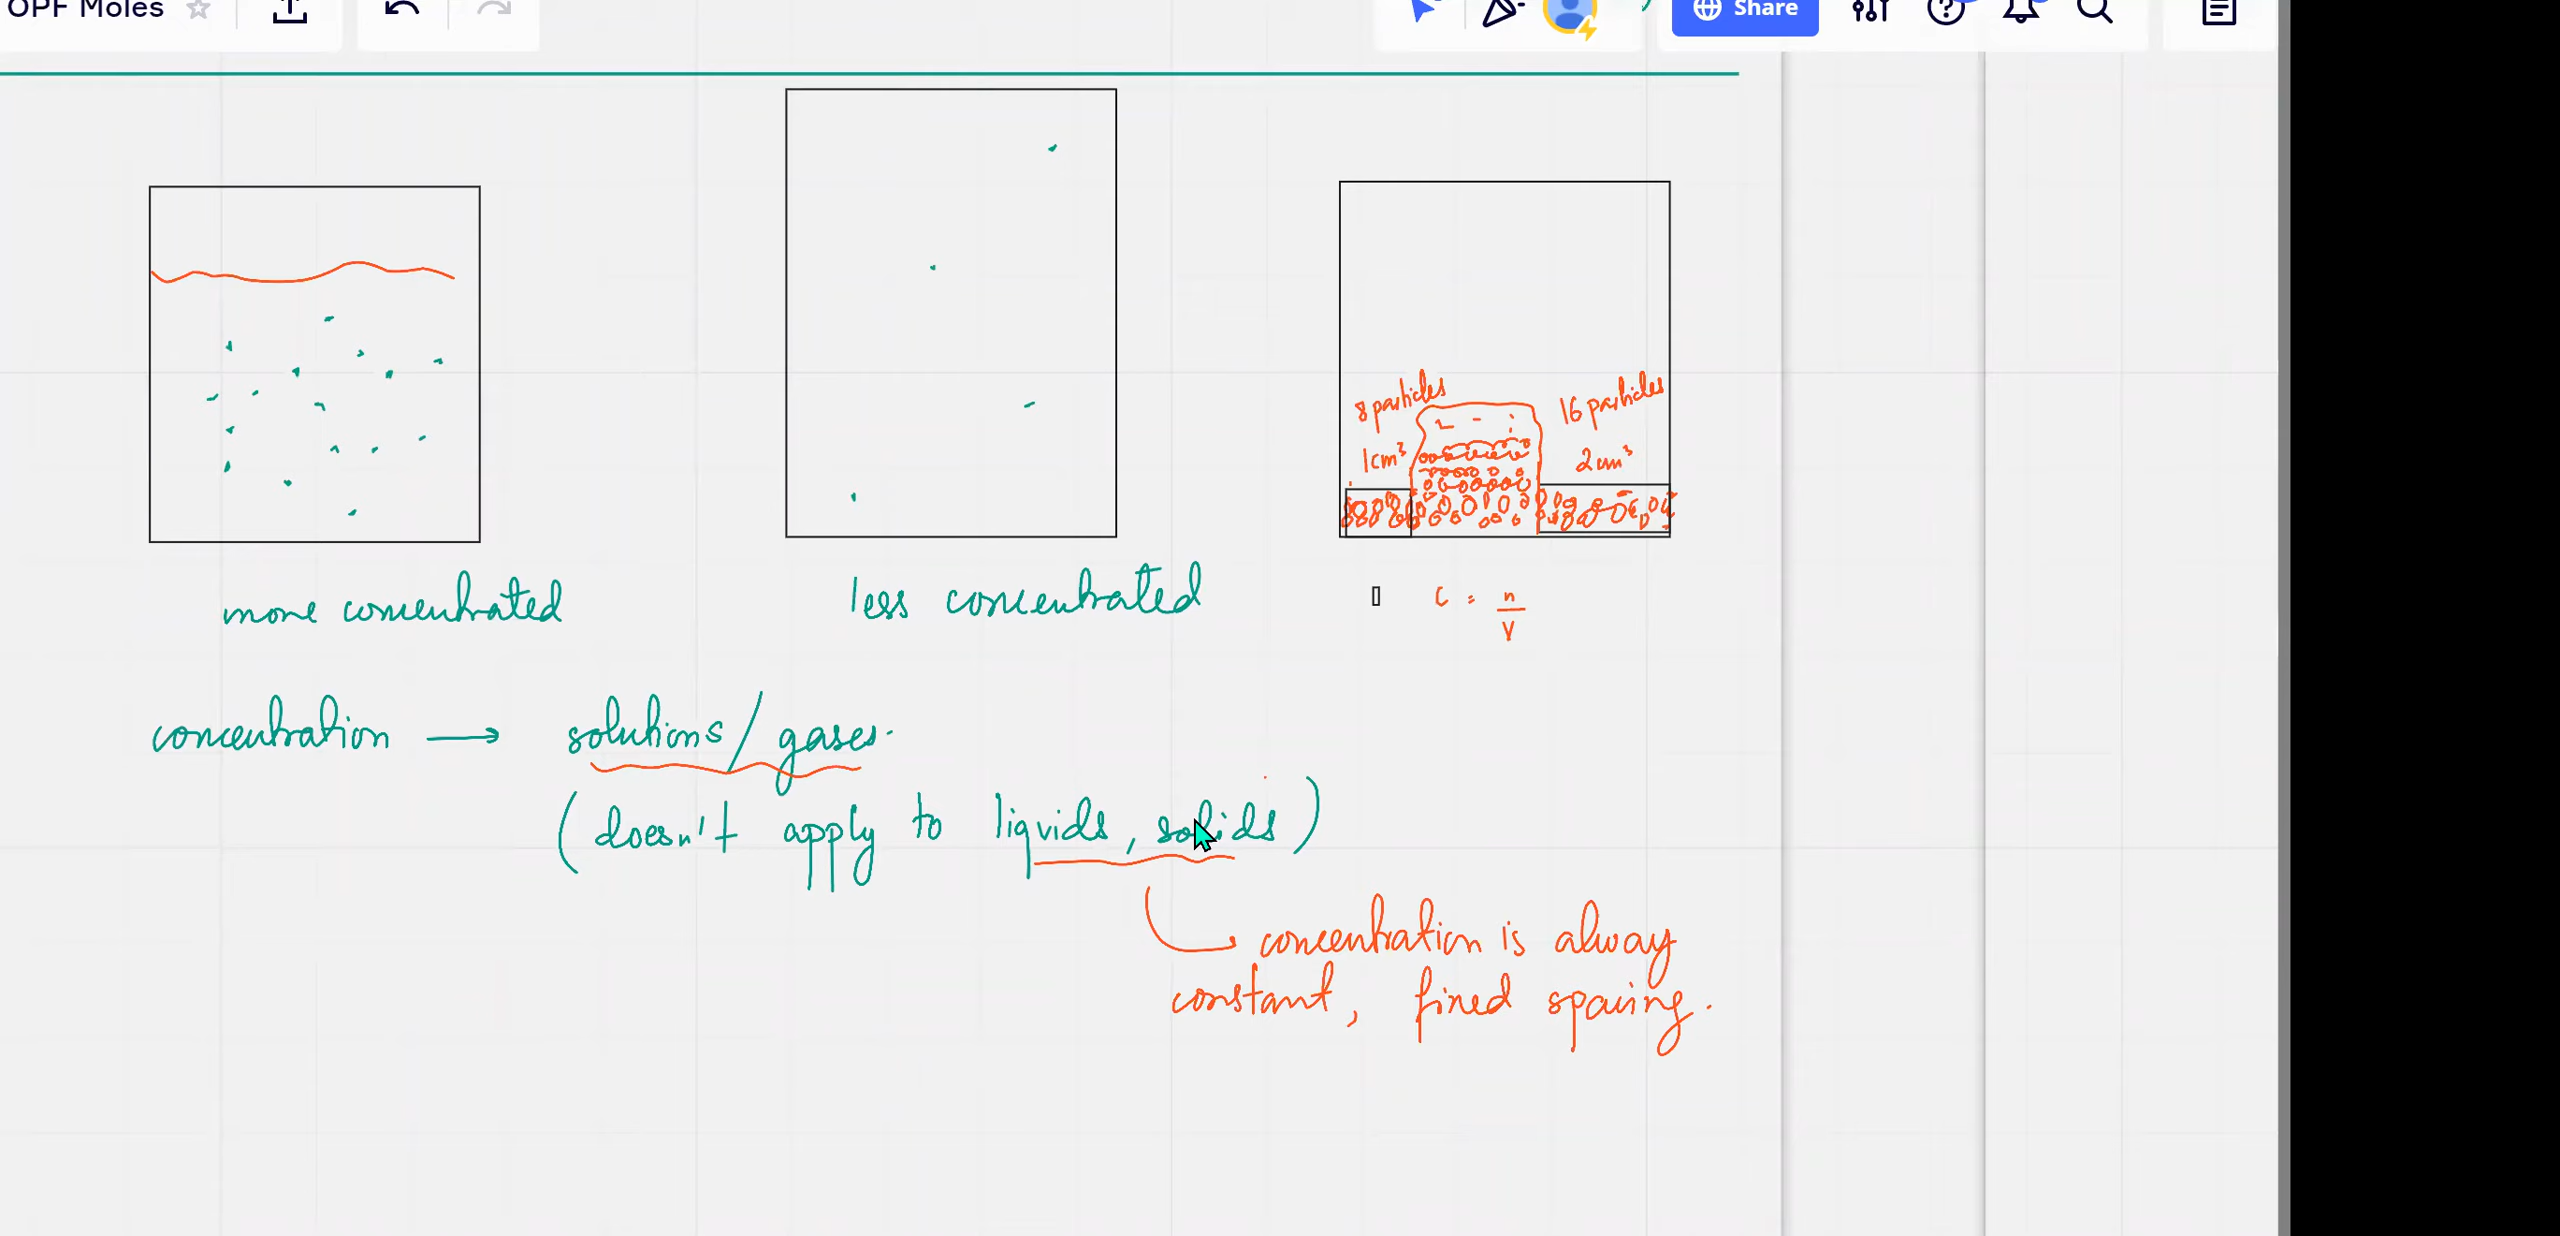 OPF Moles
Share
8 particles
16 particles
1cm³
2cm³
more concentrated
less concentrated
C = n/V
concentration → solutions/gases.
(doesn't apply to liquids, solids)
concentration is alway
constant, fixed spacing.